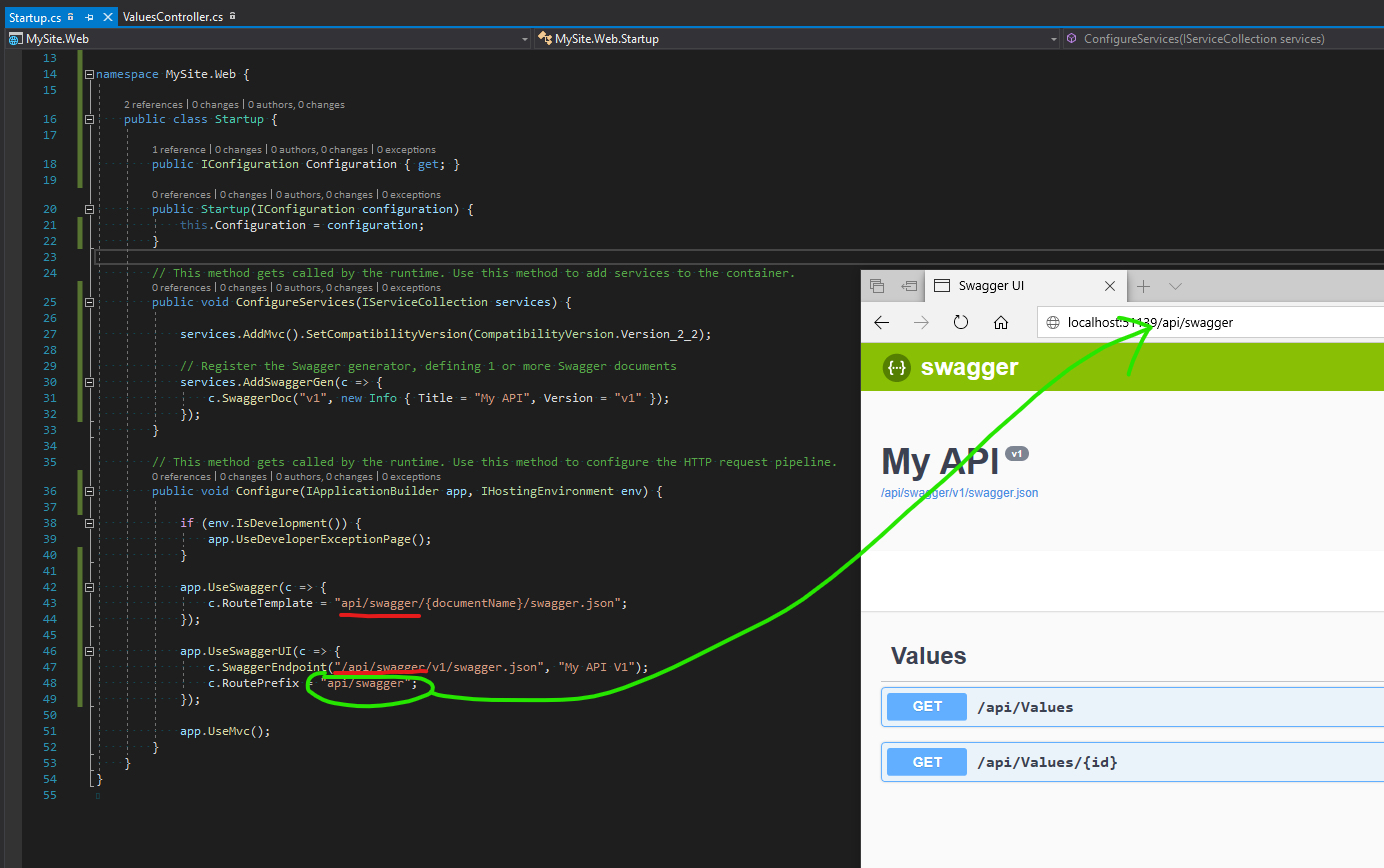 Startup.cs
ValuesController.cs
MySite.Web
MySite.Web.Startup
ConfigureServices(IServiceCollection services)
13
14 namespace MySite.Web {
15
2 references | 0 changes | 0 authors, 0 changes
16 public class Startup {
17
1 reference | 0 changes | 0 authors, 0 changes | 0 exceptions
18 public IConfiguration Configuration { get; }
19
0 references | 0 changes | 0 authors, 0 changes | 0 exceptions
20 public Startup(IConfiguration configuration) {
21 this.Configuration = configuration;
22 }
23
24 // This method gets called by the runtime. Use this method to add services to the container.
0 references | 0 changes | 0 authors, 0 changes | 0 exceptions
25 public void ConfigureServices(IServiceCollection services) {
26
27 services.AddMvc().SetCompatibilityVersion(CompatibilityVersion.Version_2_2);
28
29 // Register the Swagger generator, defining 1 or more Swagger documents
30 services.AddSwaggerGen(c => {
31 c.SwaggerDoc("v1", new Info { Title = "My API", Version = "v1" });
32 });
33 }
34
35 // This method gets called by the runtime. Use this method to configure the HTTP request pipeline.
0 references | 0 changes | 0 authors, 0 changes | 0 exceptions
36 public void Configure(IApplicationBuilder app, IHostingEnvironment env) {
37
38 if (env.IsDevelopment()) {
39 app.UseDeveloperExceptionPage();
40 }
41
42 app.UseSwagger(c => {
43 c.RouteTemplate = "api/swagger/{documentName}/swagger.json";
44 });
45
46 app.UseSwaggerUI(c => {
47 c.SwaggerEndpoint("/api/swagger/v1/swagger.json", "My API V1");
48 c.RoutePrefix = "api/swagger";
49 });
50
51 app.UseMvc();
52 }
53 }
54 }
55
Swagger UI
localhost:51139/api/swagger
{··} swagger
My API v1
/api/swagger/v1/swagger.json
Values
GET /api/Values
GET /api/Values/{id}